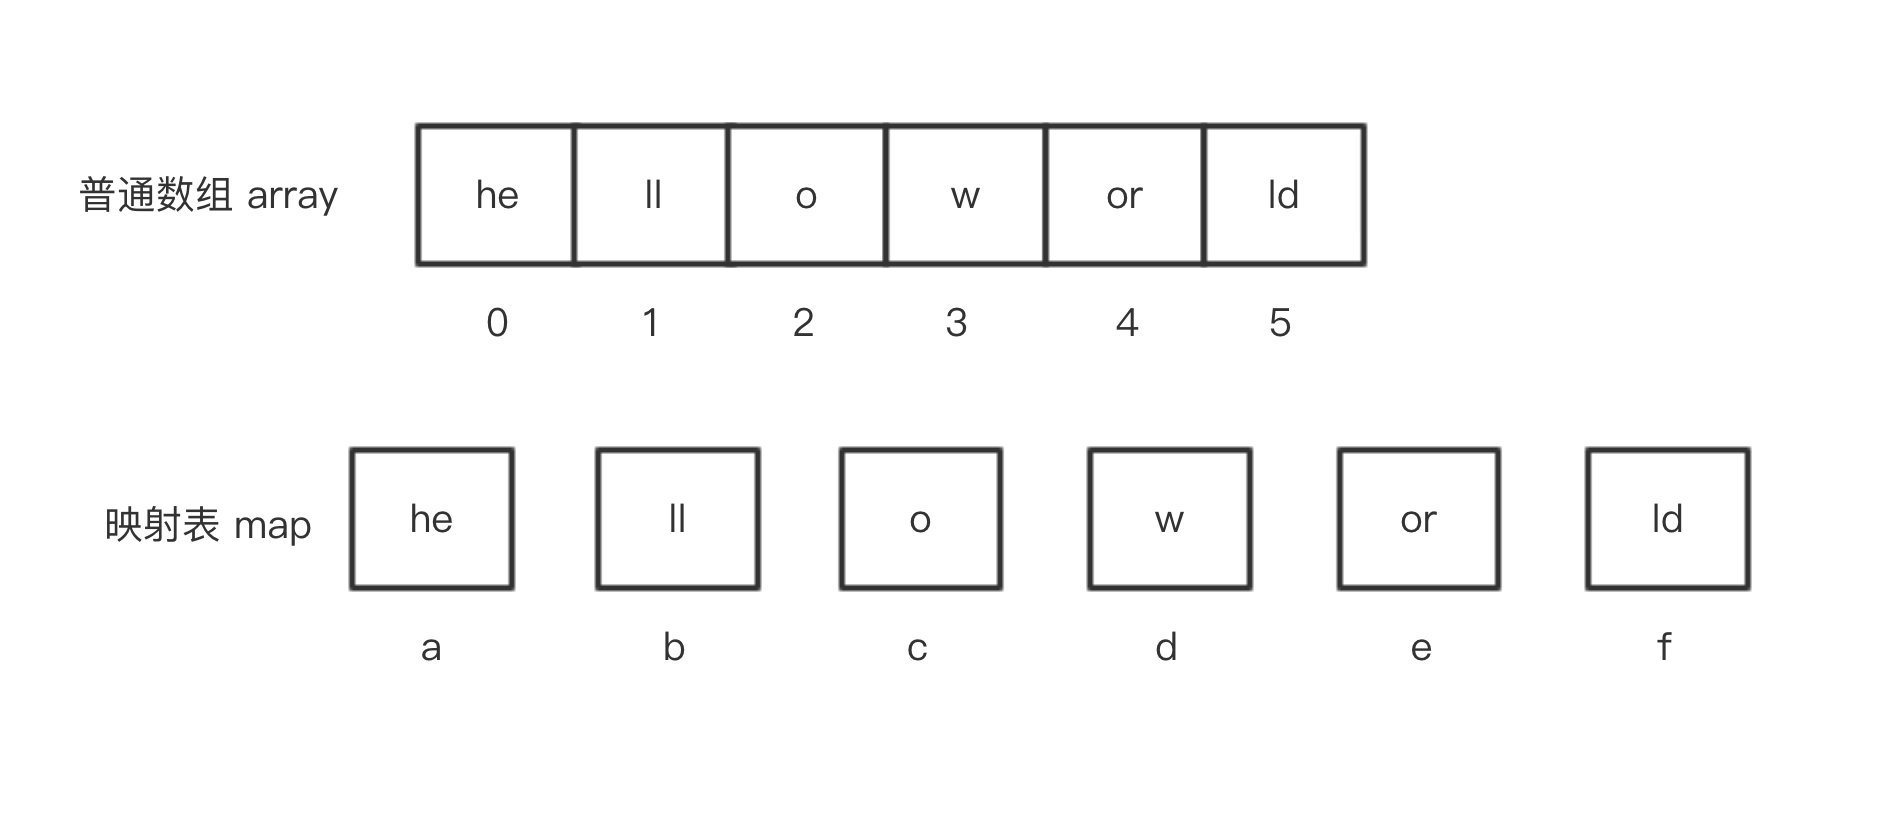 普通数组 array he ll o w or ld
0 1 2 3 4 5
映射表 map he ll o w or ld
a b c d e f